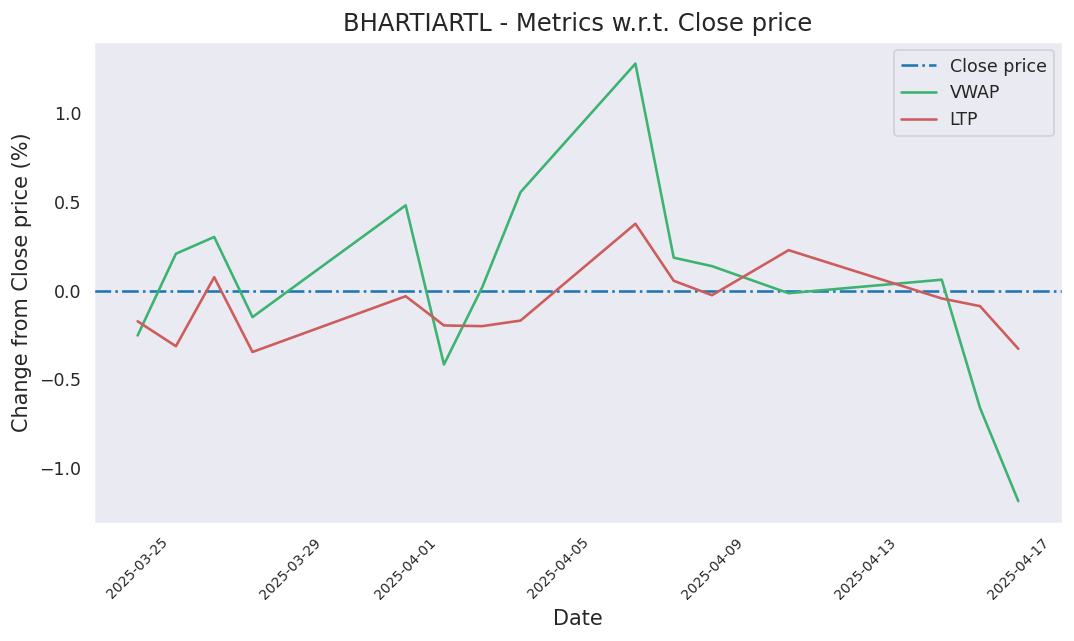 BHARTIARTL - Metrics w.r.t. Close price
Close price
VWAP
LTP
Change from Close price (%)
1.0
0.5
0.0
−0.5
−1.0
2025-03-25
2025-03-29
2025-04-01
2025-04-05
2025-04-09
2025-04-13
2025-04-17
Date